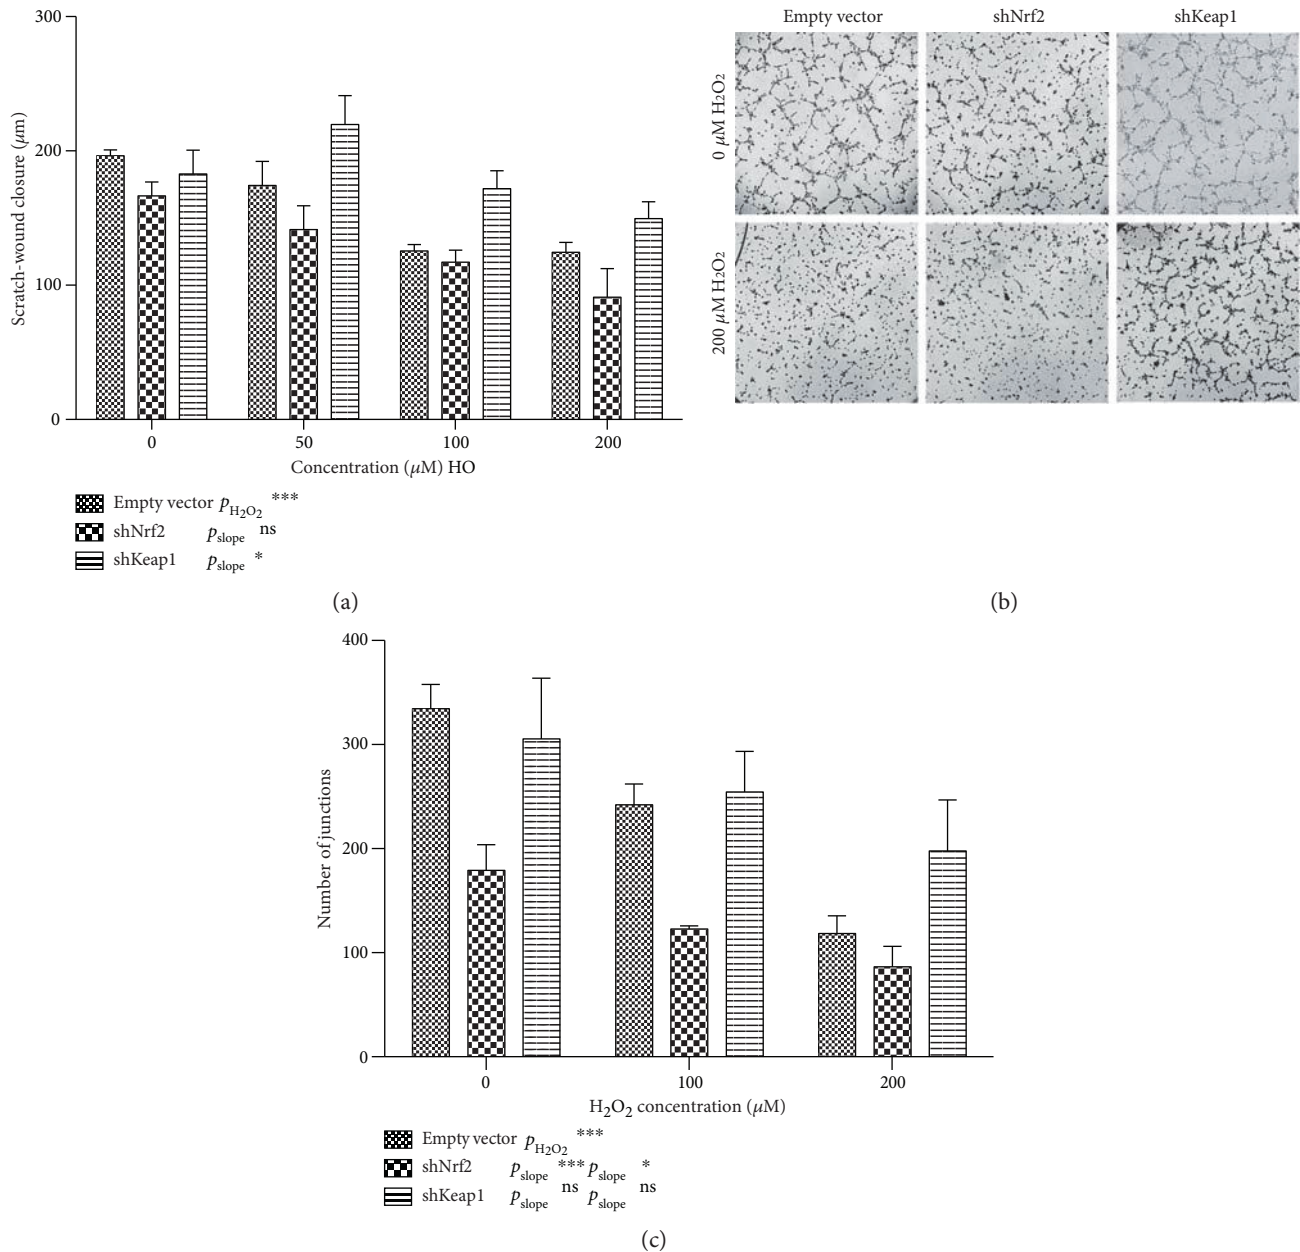 300
200
100
0
Scratch-wound closure (μm)
0 50 100 200
Concentration (μM) HO
Empty vector pH2O2 ***
shNrf2 pslope ns
shKeap1 pslope *
(a)
Empty vector shNrf2 shKeap1
0 μM H2O2
200 μM H2O2
(b)
400
300
200
100
0
Number of junctions
0 100 200
H2O2 concentration (μM)
Empty vector pH2O2 ***
shNrf2 pslope *** pslope *
shKeap1 pslope ns pslope ns
(c)